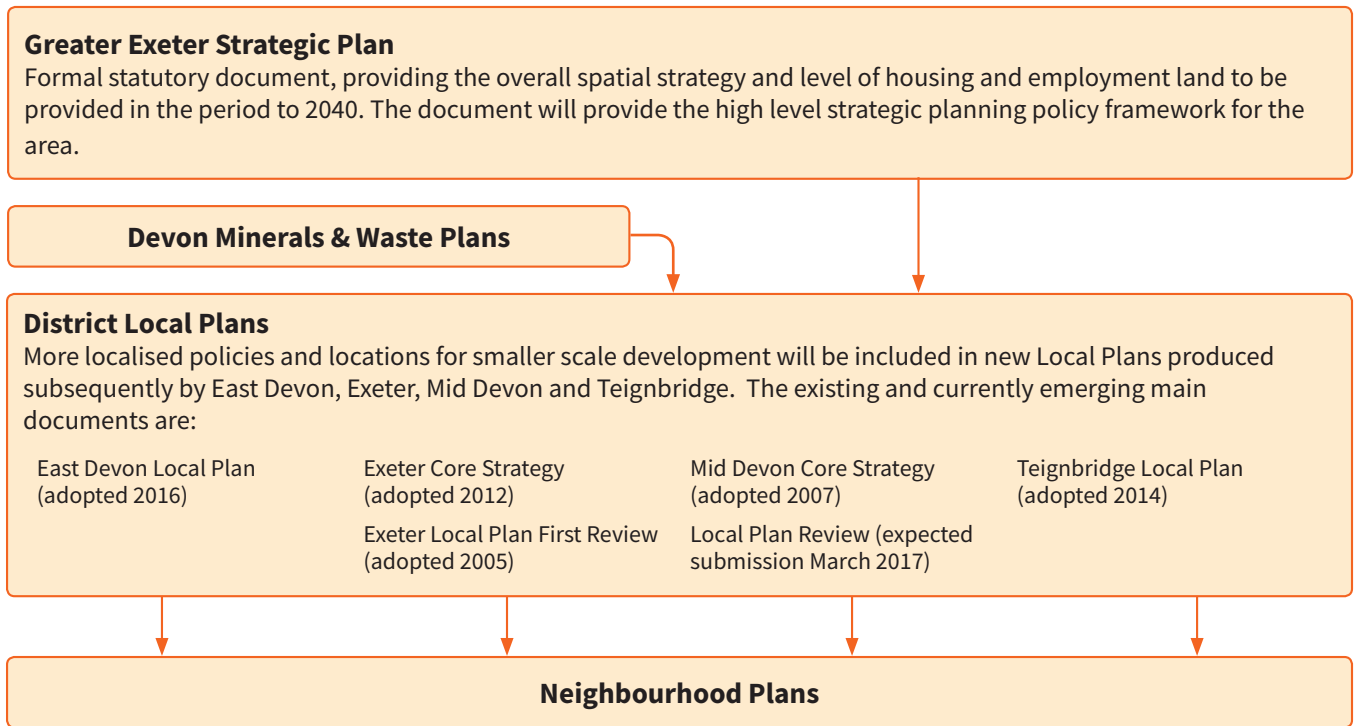 Greater Exeter Strategic Plan
Formal statutory document, providing the overall spatial strategy and level of housing and employment land to be
provided in the period to 2040. The document will provide the high level strategic planning policy framework for the
area.
Devon Minerals & Waste Plans
District Local Plans
More localised policies and locations for smaller scale development will be included in new Local Plans produced
subsequently by East Devon, Exeter, Mid Devon and Teignbridge.  The existing and currently emerging main
documents are:
East Devon Local Plan
(adopted 2016)
Exeter Core Strategy
(adopted 2012)
Exeter Local Plan First Review
(adopted 2005)
Mid Devon Core Strategy
(adopted 2007)
Local Plan Review (expected
submission March 2017)
Teignbridge Local Plan
(adopted 2014)
Neighbourhood Plans